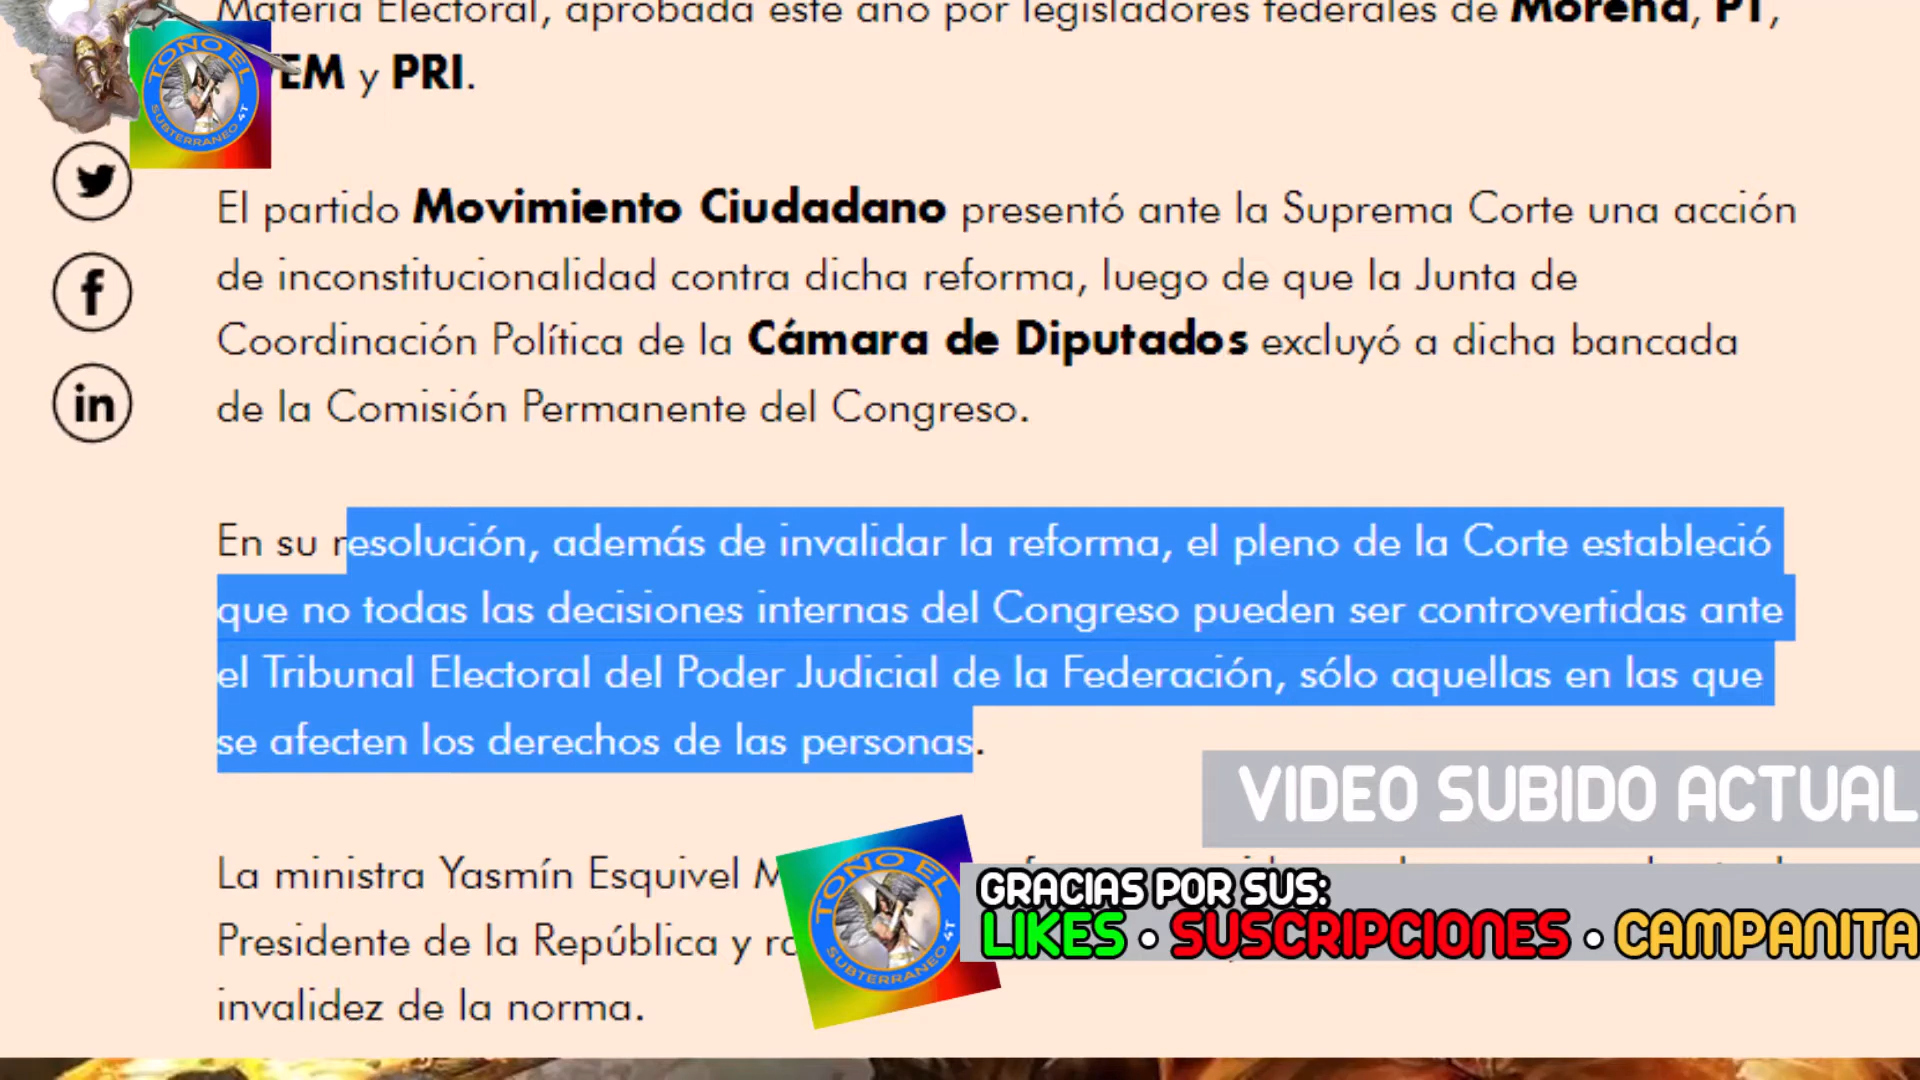 Materia Electoral, aprobada este año por legisladores federales de Morena, PT,
EM y PRI.
El partido Movimiento Ciudadano presentó ante la Suprema Corte una acción
de inconstitucionalidad contra dicha reforma, luego de que la Junta de
Coordinación Política de la Cámara de Diputados excluyó a dicha bancada
de la Comisión Permanente del Congreso.
En su resolución, además de invalidar la reforma, el pleno de la Corte estableció
que no todas las decisiones internas del Congreso pueden ser controvertidas ante
el Tribunal Electoral del Poder Judicial de la Federación, sólo aquellas en las que
se afecten los derechos de las personas.
La ministra Yasmín Esquivel M
Presidente de la República y
invalidez de la norma.
TONO EL
SUBTERRANEO 4T
in
VIDEO SUBIDO ACTUAL
GRACIAS POR SUS:
LIKES • SUSCRIPCIONES • CAMPANITA
TONO EL
SUBTERRANEO 4T